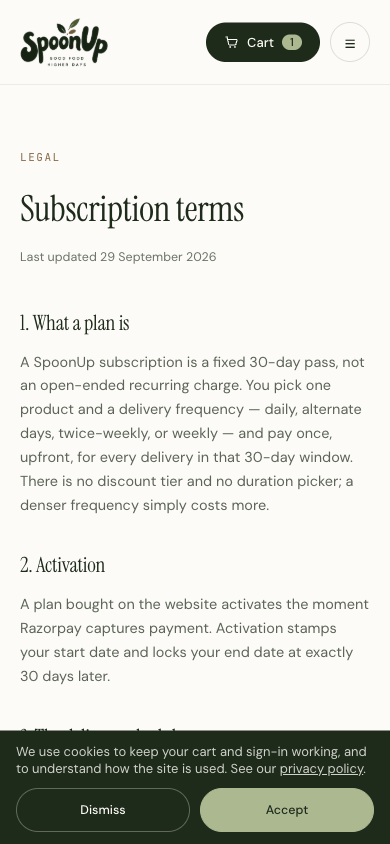 SpoonUp
GOOD FOOD
HIGHER DAYS
Cart 1
LEGAL
Subscription terms
Last updated 29 September 2026
1. What a plan is
A SpoonUp subscription is a fixed 30-day pass, not
an open-ended recurring charge. You pick one
product and a delivery frequency — daily, alternate
days, twice-weekly, or weekly — and pay once,
upfront, for every delivery in that 30-day window.
There is no discount tier and no duration picker; a
denser frequency simply costs more.
2. Activation
A plan bought on the website activates the moment
Razorpay captures payment. Activation stamps
your start date and locks your end date at exactly
30 days later.
We use cookies to keep your cart and sign-in working, and
to understand how the site is used. See our privacy policy.
Dismiss
Accept